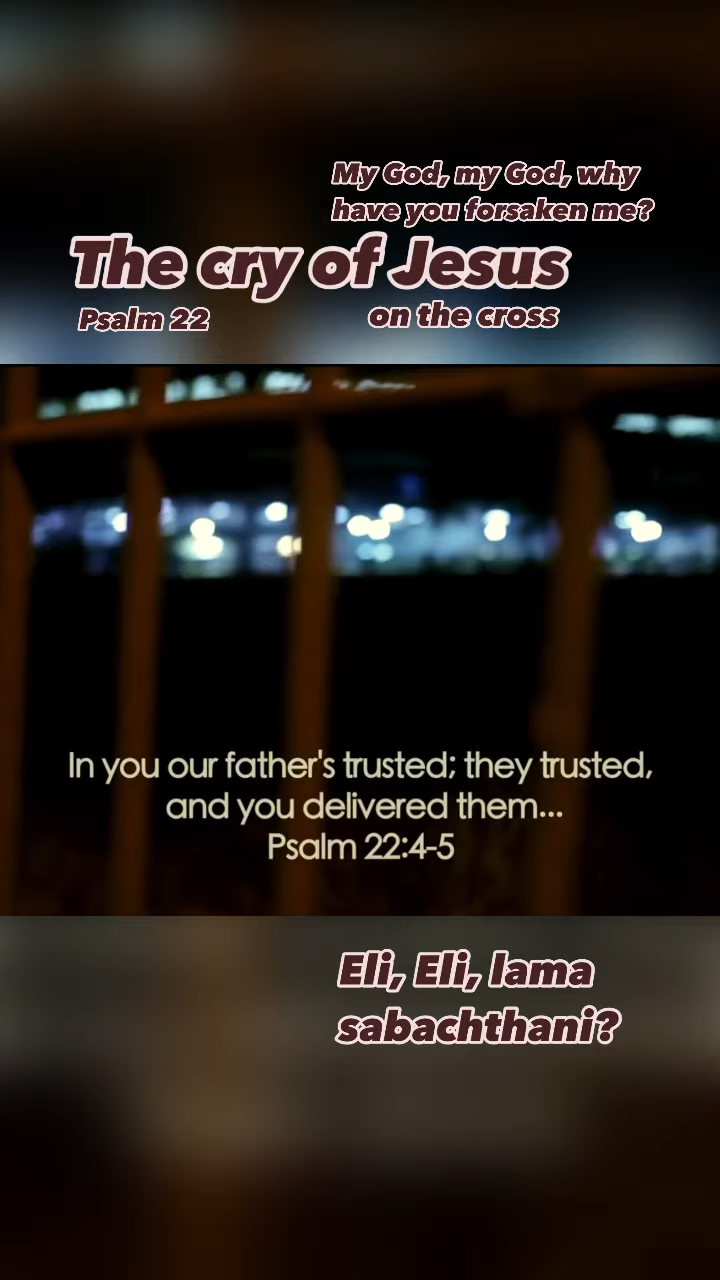 My God, my God, why
have you forsaken me?
The cry of Jesus
Psalm 22
on the cross
In you our father's trusted; they trusted,
and you delivered them...
Psalm 22:4-5
Eli, Eli, lama
sabachthani?